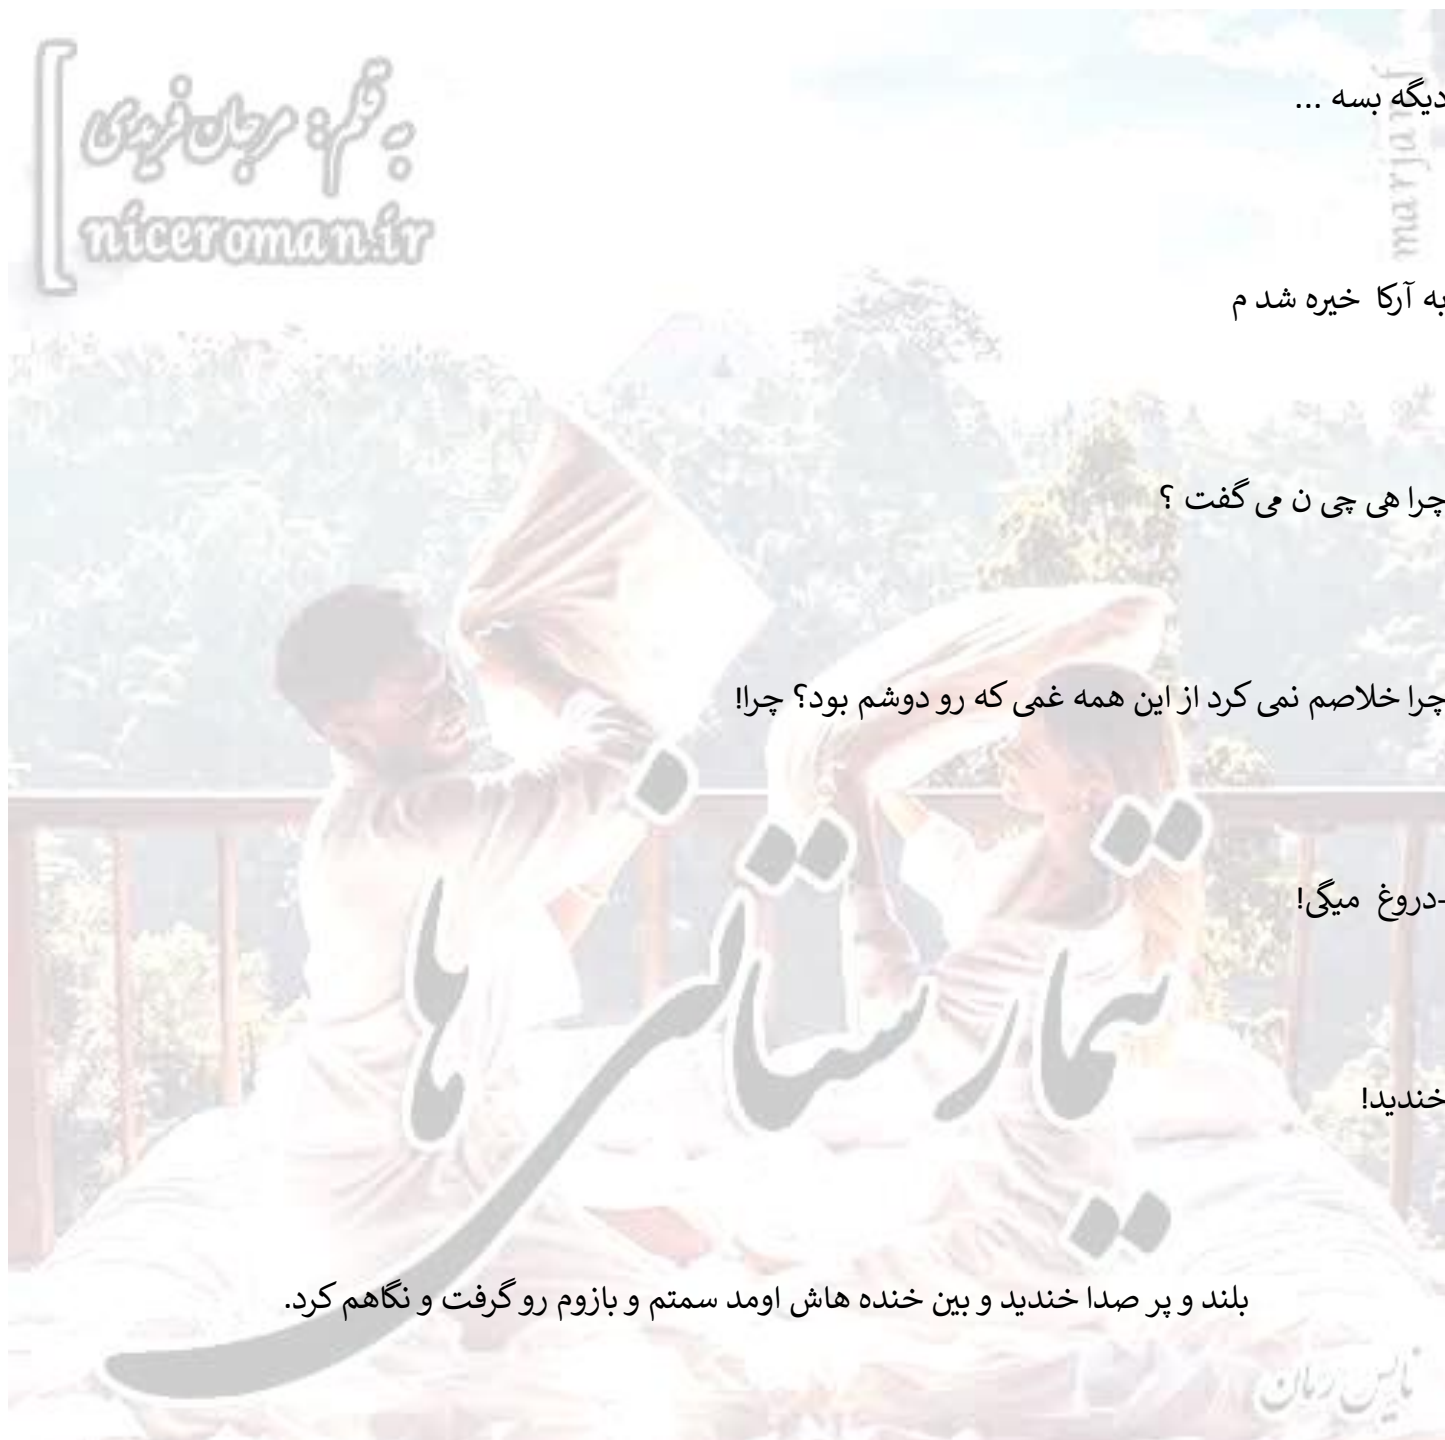 به قلم: مرجان فریدی
niceroman.ir
marjanf
دیگه بسه ...
به آرکا خیره شد م
چرا هی چی ن می گفت ؟
چرا خلاصم نمی کرد از این همه غمی که رو دوشم بود؟ چرا!
-دروغ میگی!
خندید!
بلند و پر صدا خندید و بین خنده هاش اومد سمتم و بازوم رو گرفت و نگاهم کرد.
تیمارستانی ها
نایس رمان